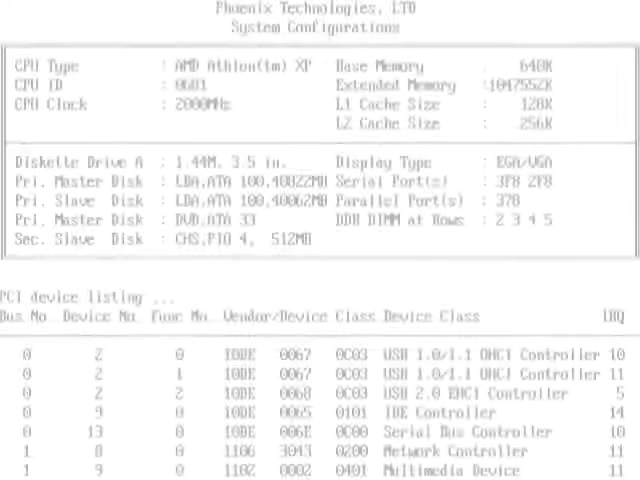 Phoenix Technologies, LTD
System Configurations
CPU Type : AMD Athlon(tm) XP Base Memory : 640K
CPU ID : 0681 Extended Memory :1047552K
CPU Clock : 2000MHz L1 Cache Size : 128K
L2 Cache Size : 256K
Diskette Drive A : 1.44M, 3.5 in. Display Type : EGA/VGA
Pri. Master Disk : LBA,ATA 100,40822MB Serial Port(s) : 3F8 2F8
Pri. Slave Disk : LBA,ATA 100,40062MB Parallel Port(s) : 378
Pri. Master Disk : DVD,ATA 33 DDR DIMM at Rows : 2 3 4 5
Sec. Slave Disk : CHS,PIO 4, 512MB
PCI device listing ...
Bus No Device No. Func No. Vendor/Device Class Device Class IRQ
0 2 0 10DE 0067 0C03 USB 1.0/1.1 OHCI Controller 10
0 2 1 10DE 0067 0C03 USB 1.0/1.1 OHCI Controller 11
0 2 2 10DE 0068 0C03 USB 2.0 EHCI Controller 5
0 9 0 10DE 0065 0101 IDE Controller 14
0 13 0 10DE 006E 0C00 Serial Bus Controller 10
1 8 0 1106 3043 0200 Network Controller 11
1 9 0 1102 0002 0401 Multimedia Device 11